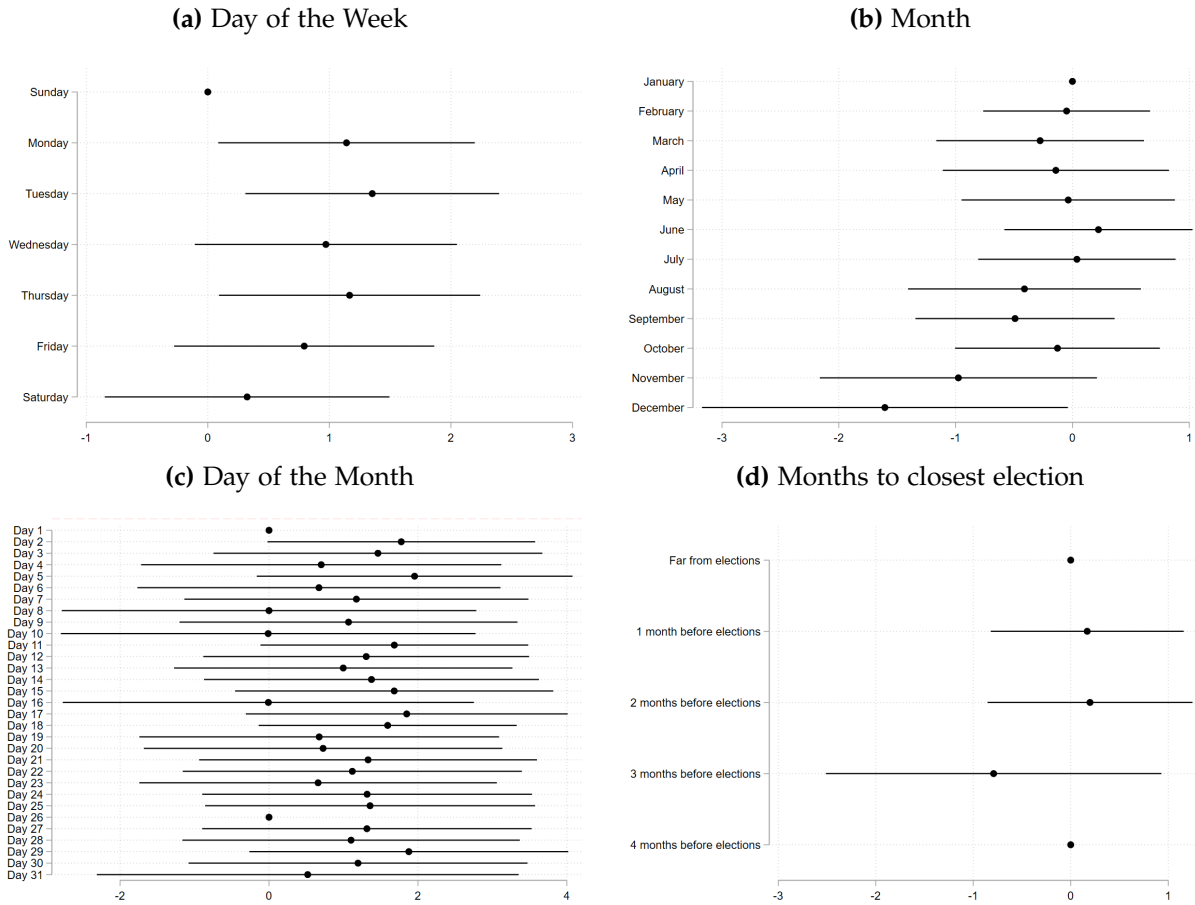 (a) Day of the Week
Sunday
Monday
Tuesday
Wednesday
Thursday
Friday
Saturday
-1 0 1 2 3
(b) Month
January
February
March
April
May
June
July
August
September
October
November
December
-3 -2 -1 0 1
(c) Day of the Month
Day 1
Day 2
Day 3
Day 4
Day 5
Day 6
Day 7
Day 8
Day 9
Day 10
Day 11
Day 12
Day 13
Day 14
Day 15
Day 16
Day 17
Day 18
Day 19
Day 20
Day 21
Day 22
Day 23
Day 24
Day 25
Day 26
Day 27
Day 28
Day 29
Day 30
Day 31
-2 0 2 4
(d) Months to closest election
Far from elections
1 month before elections
2 months before elections
3 months before elections
4 months before elections
-3 -2 -1 0 1